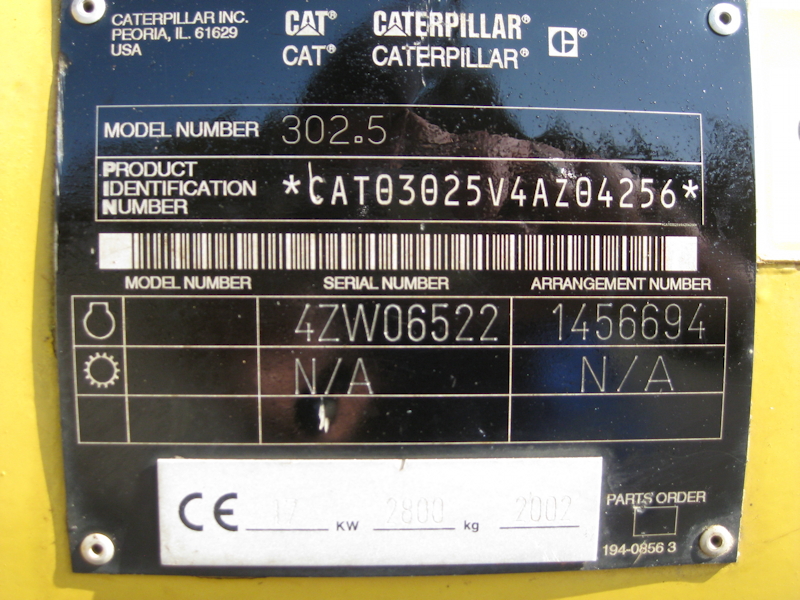 CATERPILLAR INC.
PEORIA, IL. 61629
USA
CAT® CATERPILLAR®
CAT® CATERPILLAR®
MODEL NUMBER 302.5
PRODUCT
IDENTIFICATION
NUMBER
*CAT03025V4AZ04256*
MODEL NUMBER SERIAL NUMBER ARRANGEMENT NUMBER
4ZW06522 1456694
N/A N/A
CE 17 KW 2800 kg 2002
PARTS ORDER
194-0856 3